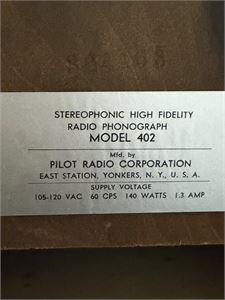 STEREOPHONIC HIGH FIDELITY
RADIO PHONOGRAPH
MODEL 402
Mfd. by
PILOT RADIO CORPORATION
EAST STATION, YONKERS, N. Y., U. S. A.
SUPPLY VOLTAGE
105-120 VAC 60 CPS 140 WATTS 1.3 AMP